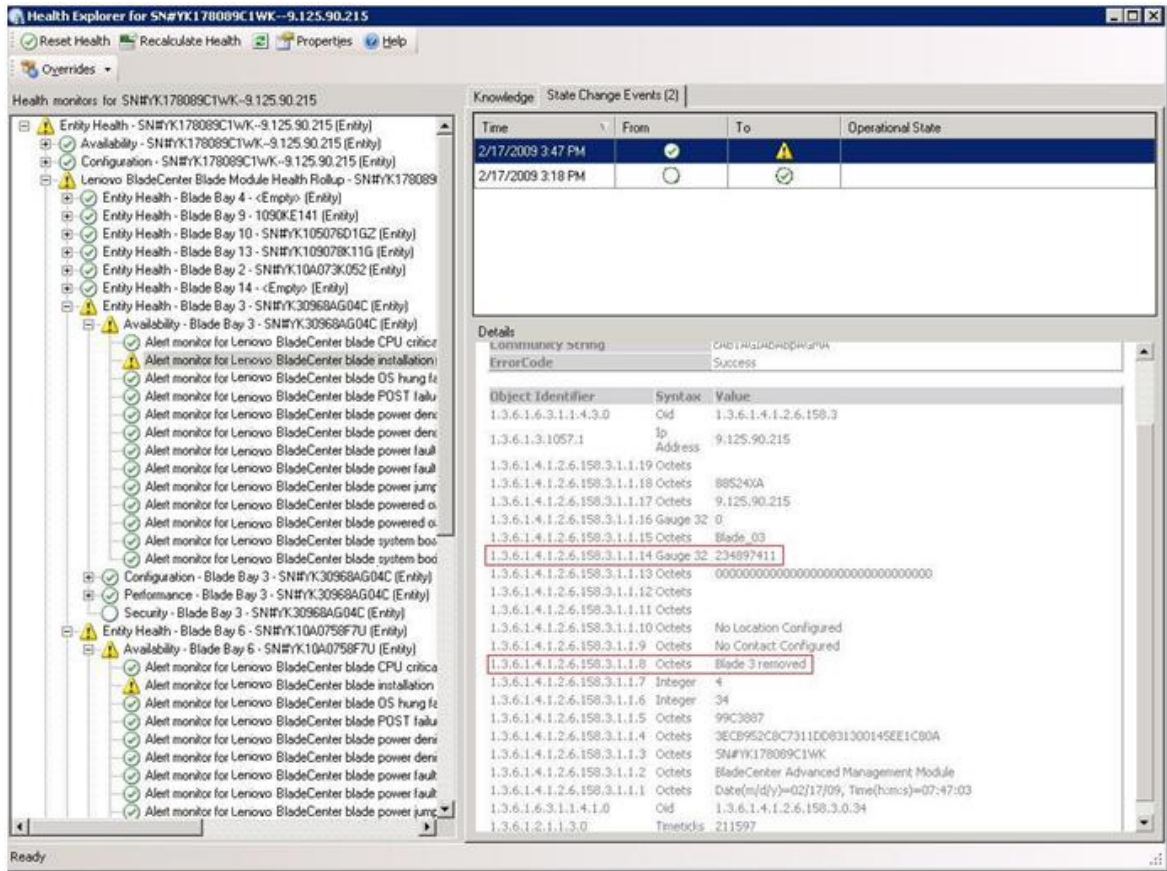 Health Explorer for SN#YK178089C1WK--9.125.90.215
Reset Health Recalculate Health Properties Help
Overrides
Health monitors for SN#YK178089C1WK--9.125.90.215
Entity Health - SN#YK178089C1WK--9.125.90.215 (Entity)
Availability - SN#YK178089C1WK--9.125.90.215 (Entity)
Configuration - SN#YK178089C1WK--9.125.90.215 (Entity)
Lenovo BladeCenter Blade Module Health Rollup - SN#YK178089
Entity Health - Blade Bay 4 - <Empty> (Entity)
Entity Health - Blade Bay 9 - 1090KE141 (Entity)
Entity Health - Blade Bay 10 - SN#YK105076D1GZ (Entity)
Entity Health - Blade Bay 13 - SN#YK109078K11G (Entity)
Entity Health - Blade Bay 2 - SN#YK10A073K052 (Entity)
Entity Health - Blade Bay 14 - <Empty> (Entity)
Entity Health - Blade Bay 3 - SN#YK30968AG04C (Entity)
Availability - Blade Bay 3 - SN#YK30968AG04C (Entity)
Alert monitor for Lenovo BladeCenter blade CPU critica
Alert monitor for Lenovo BladeCenter blade installation
Alert monitor for Lenovo BladeCenter blade OS hung fa
Alert monitor for Lenovo BladeCenter blade POST failu
Alert monitor for Lenovo BladeCenter blade power deni
Alert monitor for Lenovo BladeCenter blade power deni
Alert monitor for Lenovo BladeCenter blade power fault
Alert monitor for Lenovo BladeCenter blade power fault
Alert monitor for Lenovo BladeCenter blade power jump
Alert monitor for Lenovo BladeCenter blade powered o
Alert monitor for Lenovo BladeCenter blade powered o
Alert monitor for Lenovo BladeCenter blade system boa
Alert monitor for Lenovo BladeCenter blade system boo
Configuration - Blade Bay 3 - SN#YK30968AG04C (Entity)
Performance - Blade Bay 3 - SN#YK30968AG04C (Entity)
Security - Blade Bay 3 - SN#YK30968AG04C (Entity)
Entity Health - Blade Bay 6 - SN#YK10A0758F7U (Entity)
Availability - Blade Bay 6 - SN#YK10A0758F7U (Entity)
Alert monitor for Lenovo BladeCenter blade CPU critica
Alert monitor for Lenovo BladeCenter blade installation
Alert monitor for Lenovo BladeCenter blade OS hung fa
Alert monitor for Lenovo BladeCenter blade POST failu
Alert monitor for Lenovo BladeCenter blade power deni
Alert monitor for Lenovo BladeCenter blade power deni
Alert monitor for Lenovo BladeCenter blade power fault
Alert monitor for Lenovo BladeCenter blade power fault
Alert monitor for Lenovo BladeCenter blade power jump
Knowledge State Change Events (2)
Time From To Operational State
2/17/2009 3:47 PM
2/17/2009 3:18 PM
Details
Community String
ErrorCode Success
Object Identifier Syntax Value
1.3.6.1.6.3.1.1.4.3.0 Oid 1.3.6.1.4.1.2.6.158.3
1.3.6.1.3.1057.1 Ip Address 9.125.90.215
1.3.6.1.4.1.2.6.158.3.1.1.19 Octets
1.3.6.1.4.1.2.6.158.3.1.1.18 Octets 88524XA
1.3.6.1.4.1.2.6.158.3.1.1.17 Octets 9.125.90.215
1.3.6.1.4.1.2.6.158.3.1.1.16 Gauge 32 0
1.3.6.1.4.1.2.6.158.3.1.1.15 Octets Blade_03
1.3.6.1.4.1.2.6.158.3.1.1.14 Gauge 32 234897411
1.3.6.1.4.1.2.6.158.3.1.1.13 Octets 00000000000000000000000000000000
1.3.6.1.4.1.2.6.158.3.1.1.12 Octets
1.3.6.1.4.1.2.6.158.3.1.1.11 Octets
1.3.6.1.4.1.2.6.158.3.1.1.10 Octets No Location Configured
1.3.6.1.4.1.2.6.158.3.1.1.9 Octets No Contact Configured
1.3.6.1.4.1.2.6.158.3.1.1.8 Octets Blade 3 removed
1.3.6.1.4.1.2.6.158.3.1.1.7 Integer 4
1.3.6.1.4.1.2.6.158.3.1.1.6 Integer 34
1.3.6.1.4.1.2.6.158.3.1.1.5 Octets 99C3887
1.3.6.1.4.1.2.6.158.3.1.1.4 Octets 3ECB952C8C7311DD831300145EE1C80A
1.3.6.1.4.1.2.6.158.3.1.1.3 Octets SN#YK178089C1WK
1.3.6.1.4.1.2.6.158.3.1.1.2 Octets BladeCenter Advanced Management Module
1.3.6.1.4.1.2.6.158.3.1.1.1 Octets Date(m/d/y)=02/17/09, Time(h:m:s)=07:47:03
1.3.6.1.6.3.1.1.4.1.0 Oid 1.3.6.1.4.1.2.6.158.3.0.34
1.3.6.1.2.1.1.3.0 Timeticks 211597
Ready